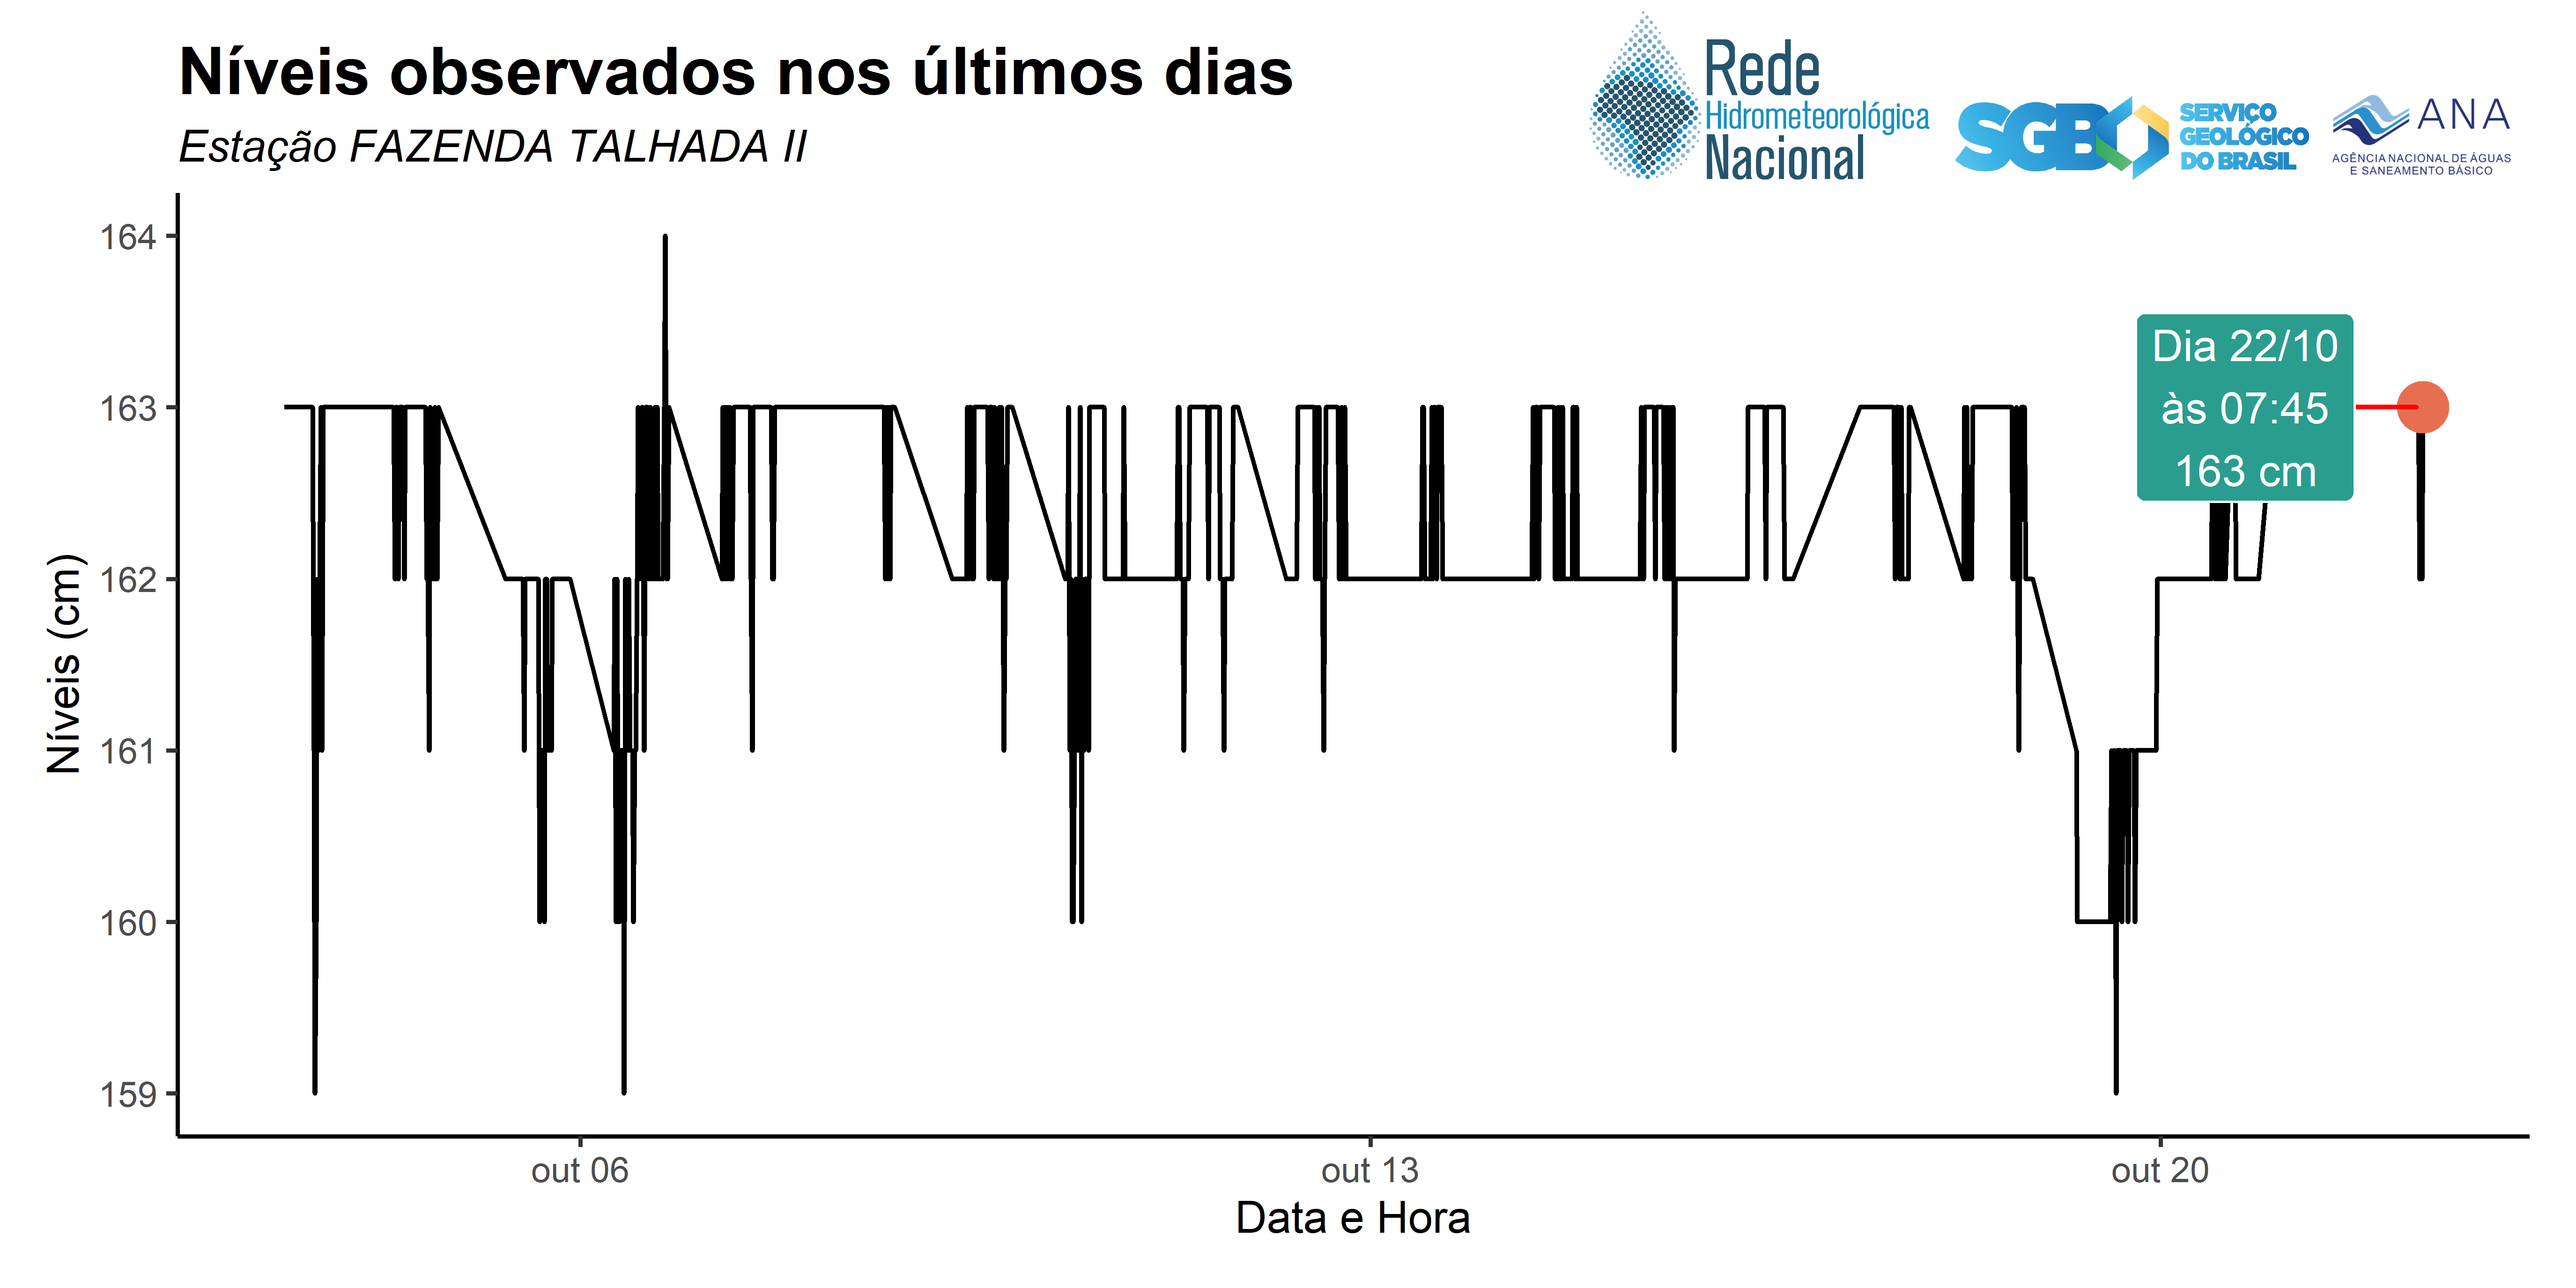 Níveis observados nos últimos dias
Estação FAZENDA TALHADA II
Rede
Hidrometeorológica
Nacional
SGB
SERVIÇO
GEOLÓGICO
DO BRASIL
ANA
AGÊNCIA NACIONAL DE ÁGUAS
E SANEAMENTO BÁSICO
164
163
162
161
160
159
Níveis (cm)
Dia 22/10
às 07:45
163 cm
out 06
out 13
out 20
Data e Hora